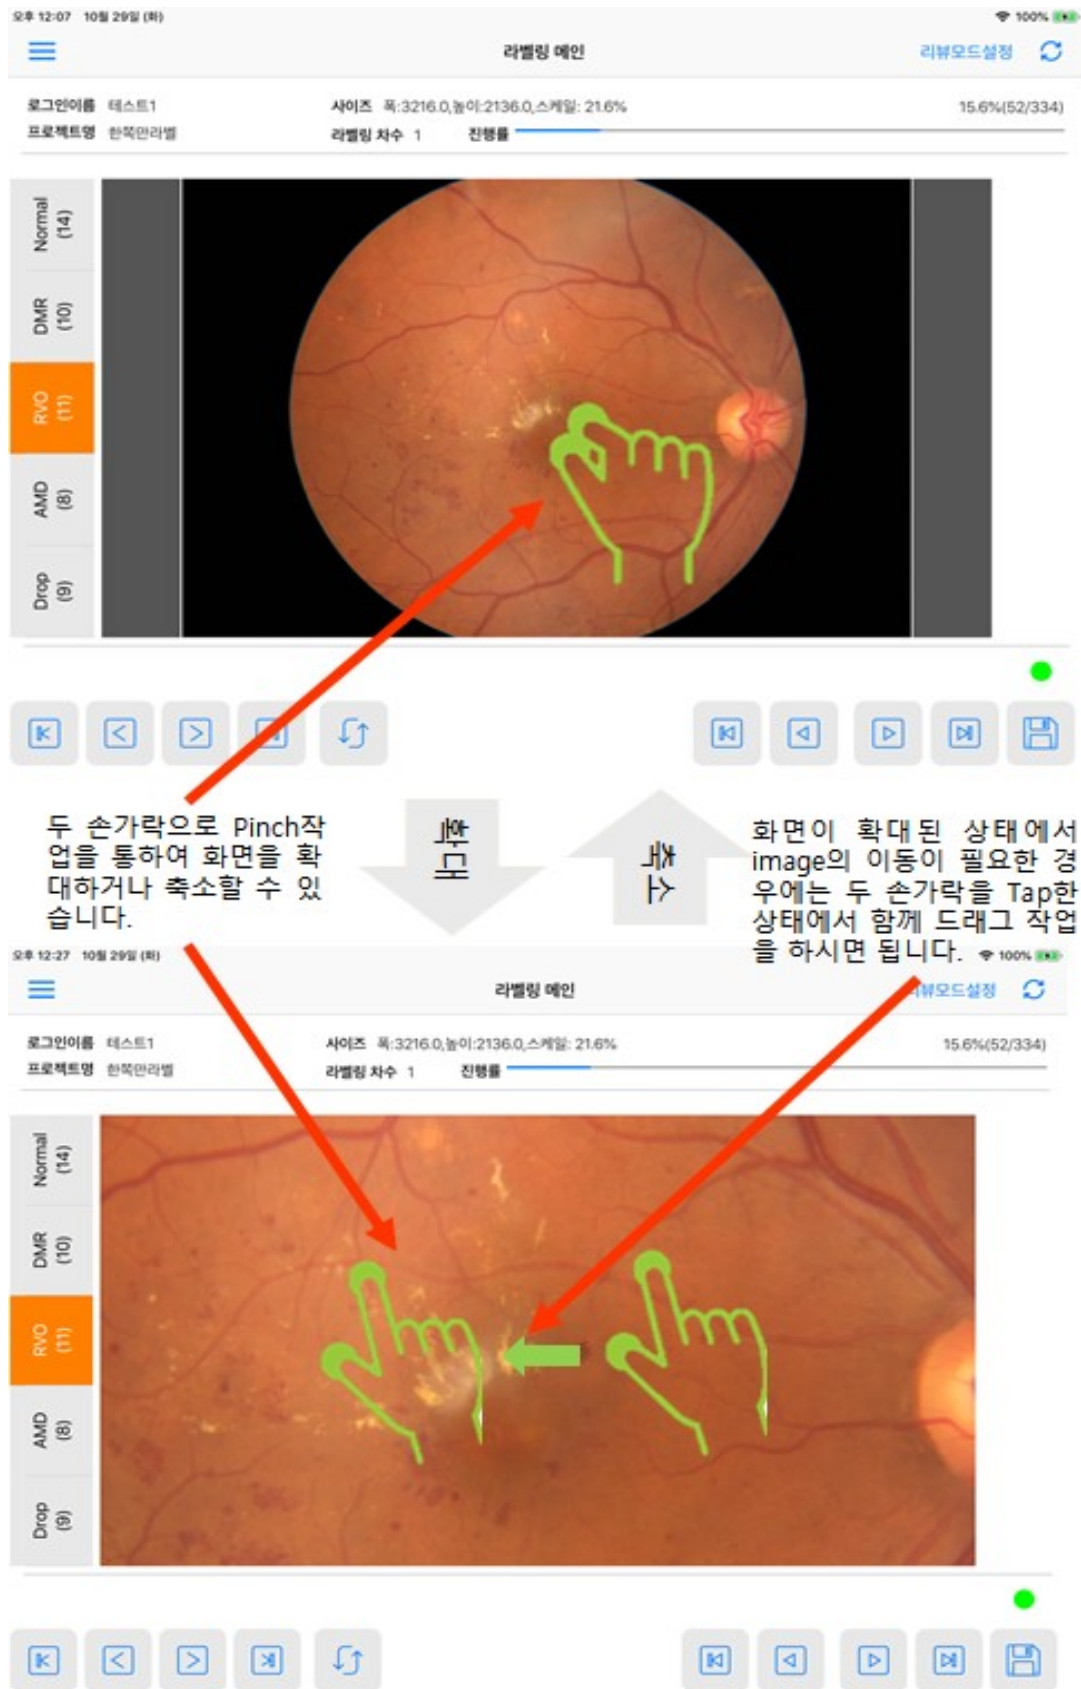 오후 12:07 10월 29일 (화) 100%
라벨링 메인 리뷰모드설정
로그인이름 테스트1 사이즈 폭:3216.0,높이:2136.0,스케일: 21.6% 15.6%(52/334)
프로젝트명 한쪽만라벨 라벨링 차수 1 진행률
Normal
(14)
DMR
(10)
RVO
(11)
AMD
(8)
Drop
(9)
두 손가락으로 Pinch작
업을 통하여 화면을 확
대하거나 축소할 수 있
습니다.
확대
축소
화면이 확대된 상태에서
image의 이동이 필요한 경
우에는 두 손가락을 Tap한
상태에서 함께 드래그 작업
을 하시면 됩니다.
오후 12:27 10월 29일 (화) 100%
라벨링 메인 리뷰모드설정
로그인이름 테스트1 사이즈 폭:3216.0,높이:2136.0,스케일: 21.6% 15.6%(52/334)
프로젝트명 한쪽만라벨 라벨링 차수 1 진행률
Normal
(14)
DMR
(10)
RVO
(11)
AMD
(8)
Drop
(9)